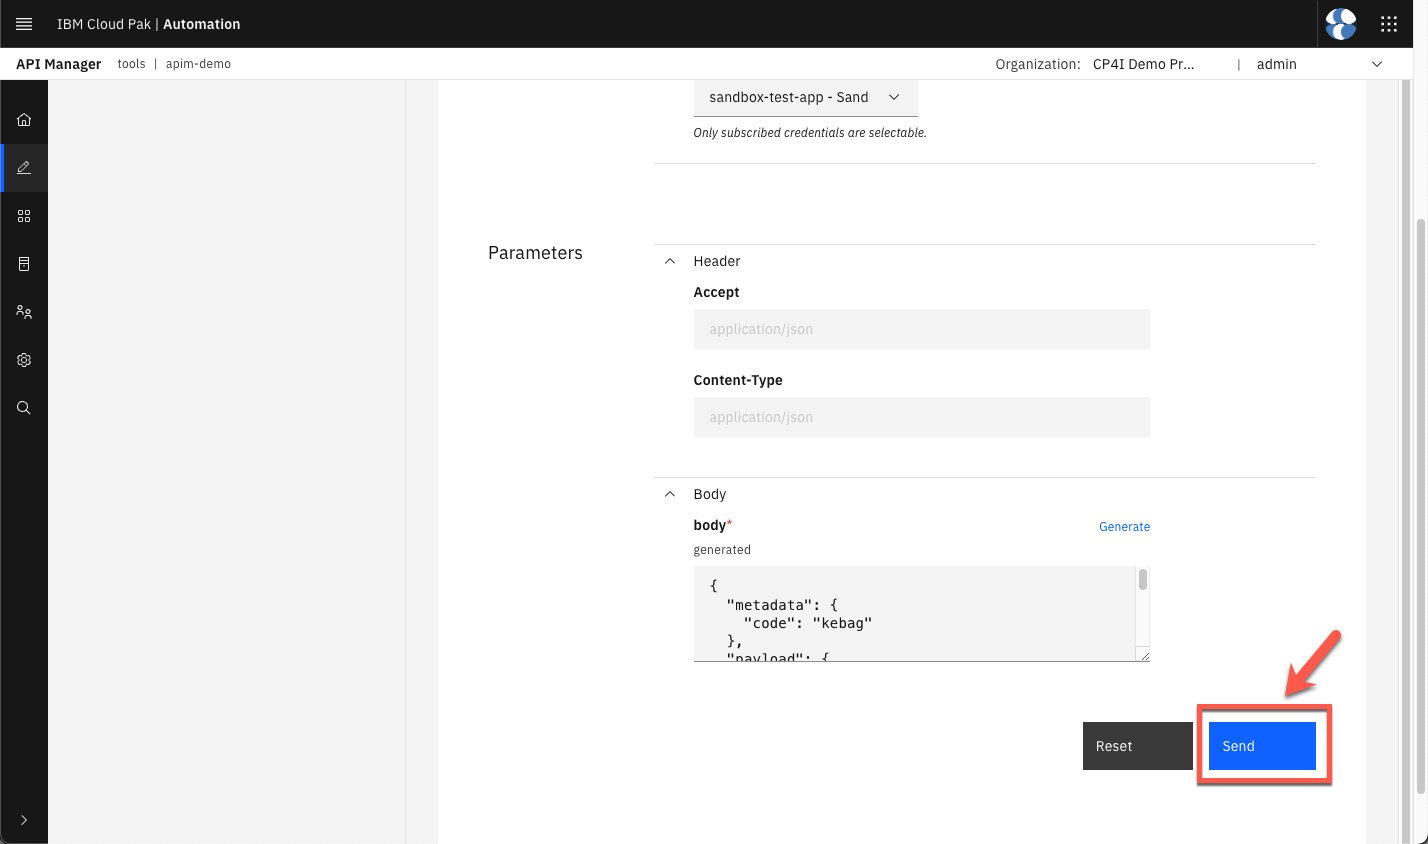 IBM Cloud Pak | Automation
API Manager tools | apim-demo Organization: CP4I Demo Pr... | admin
sandbox-test-app - Sand
Only subscribed credentials are selectable.
Parameters
Header
Accept
application/json
Content-Type
application/json
Body
body* Generate
generated
{
"metadata": {
"code": "kebag"
},
"payload": {
Reset Send